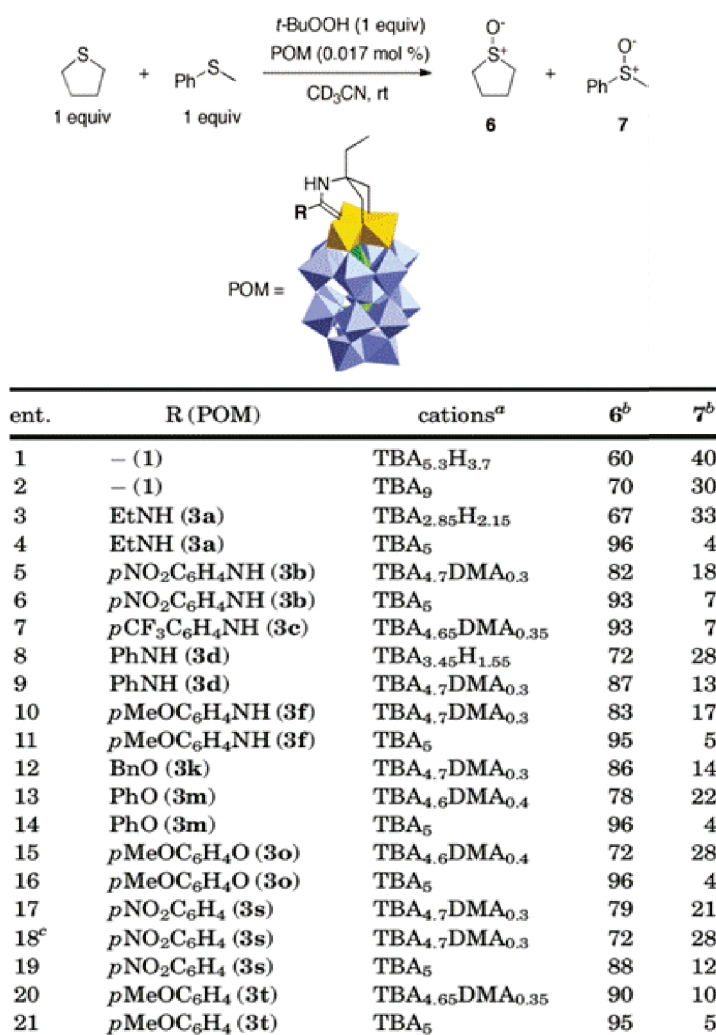 t-BuOOH (1 equiv)
POM (0.017 mol %)
CD₃CN, rt
S
+
Ph S
1 equiv
1 equiv
O⁻
S⁺
+
O⁻
Ph S⁺
6
7
HN
R
POM =
ent. R (POM) cationsᵃ 6ᵇ 7ᵇ
1 – (1) TBA₅.₃H₃.₇ 60 40
2 – (1) TBA₉ 70 30
3 EtNH (3a) TBA₂.₈₅H₂.₁₅ 67 33
4 EtNH (3a) TBA₅ 96 4
5 pNO₂C₆H₄NH (3b) TBA₄.₇DMA₀.₃ 82 18
6 pNO₂C₆H₄NH (3b) TBA₅ 93 7
7 pCF₃C₆H₄NH (3c) TBA₄.₆₅DMA₀.₃₅ 93 7
8 PhNH (3d) TBA₃.₄₅H₁.₅₅ 72 28
9 PhNH (3d) TBA₄.₇DMA₀.₃ 87 13
10 pMeOC₆H₄NH (3f) TBA₄.₇DMA₀.₃ 83 17
11 pMeOC₆H₄NH (3f) TBA₅ 95 5
12 BnO (3k) TBA₄.₇DMA₀.₃ 86 14
13 PhO (3m) TBA₄.₆DMA₀.₄ 78 22
14 PhO (3m) TBA₅ 96 4
15 pMeOC₆H₄O (3o) TBA₄.₆DMA₀.₄ 72 28
16 pMeOC₆H₄O (3o) TBA₅ 96 4
17 pNO₂C₆H₄ (3s) TBA₄.₇DMA₀.₃ 79 21
18ᶜ pNO₂C₆H₄ (3s) TBA₄.₇DMA₀.₃ 72 28
19 pNO₂C₆H₄ (3s) TBA₅ 88 12
20 pMeOC₆H₄ (3t) TBA₄.₆₅DMA₀.₃₅ 90 10
21 pMeOC₆H₄ (3t) TBA₅ 95 5